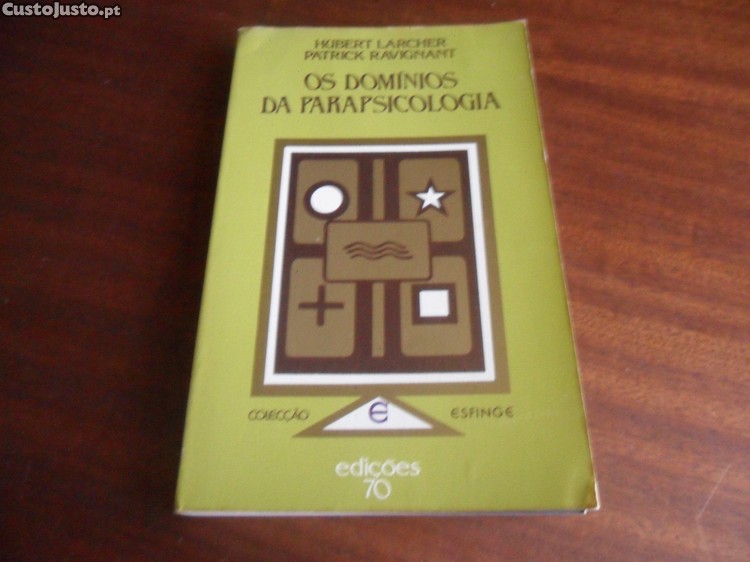 CustoJusto.pt
HUBERT LARCHER
PATRICK RAVIGNANT
OS DOMÍNIOS
DA PARAPSICOLOGIA
COLECÇÃO e ESFINGE
edições
70